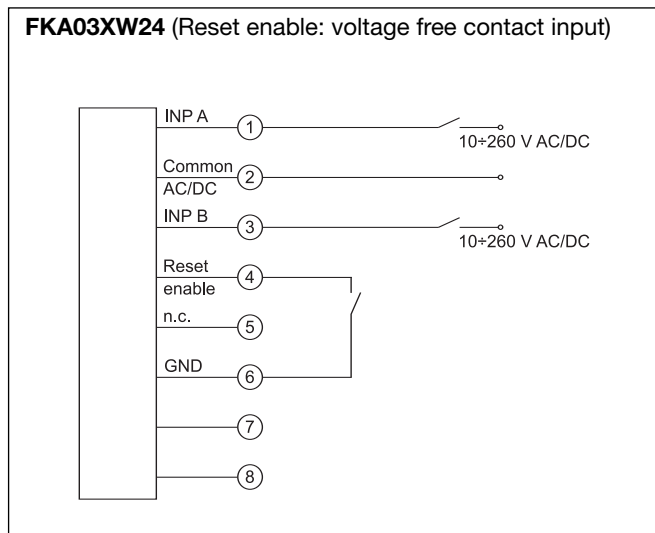 FKA03XW24 (Reset enable: voltage free contact input)
INP A
1
10÷260 V AC/DC
Common
2
AC/DC
INP B
3
10÷260 V AC/DC
Reset
4
enable
n.c.
5
GND
6
7
8